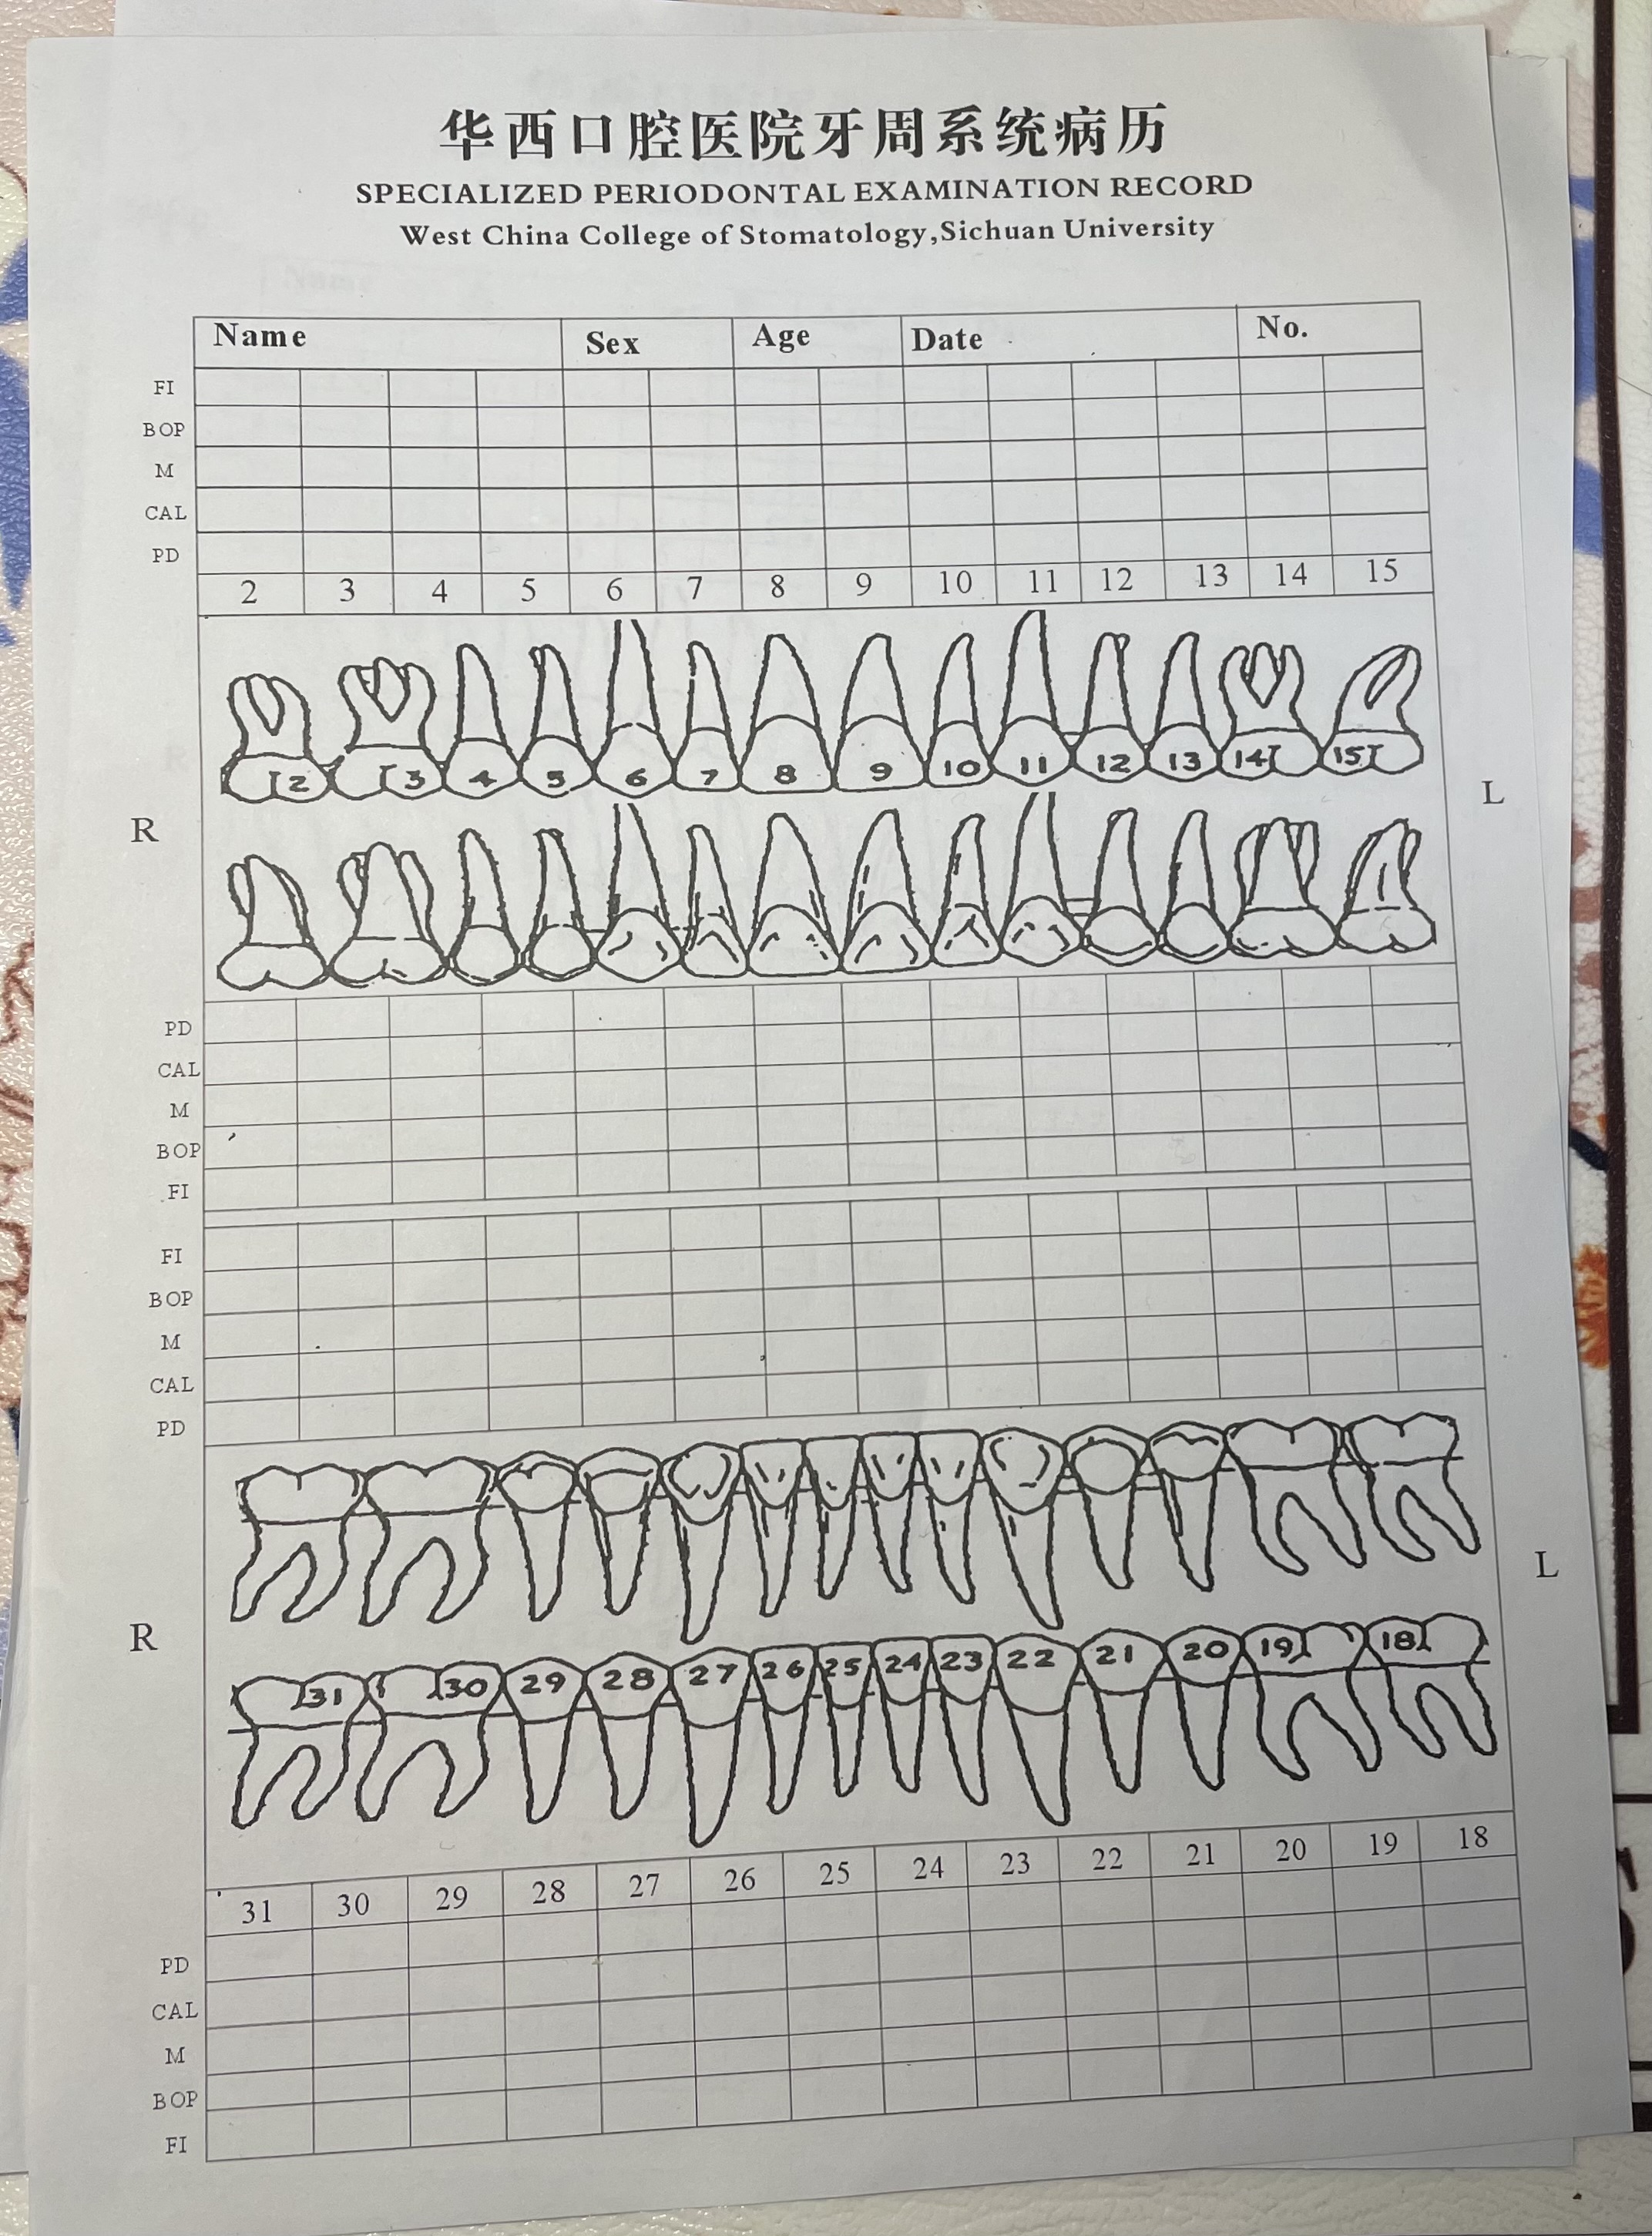 华西口腔医院牙周系统病历
SPECIALIZED PERIODONTAL EXAMINATION RECORD
West China College of Stomatology,Sichuan University
Name Sex Age Date No.
FI
BOP
M
CAL
PD
2 3 4 5 6 7 8 9 10 11 12 13 14 15
2 3 4 5 6 7 8 9 10 11 12 13 14 15
R L
PD
CAL
M
BOP
FI
FI
BOP
M
CAL
PD
R L
31 30 29 28 27 26 25 24 23 22 21 20 19 18
31 30 29 28 27 26 25 24 23 22 21 20 19 18
PD
CAL
M
BOP
FI